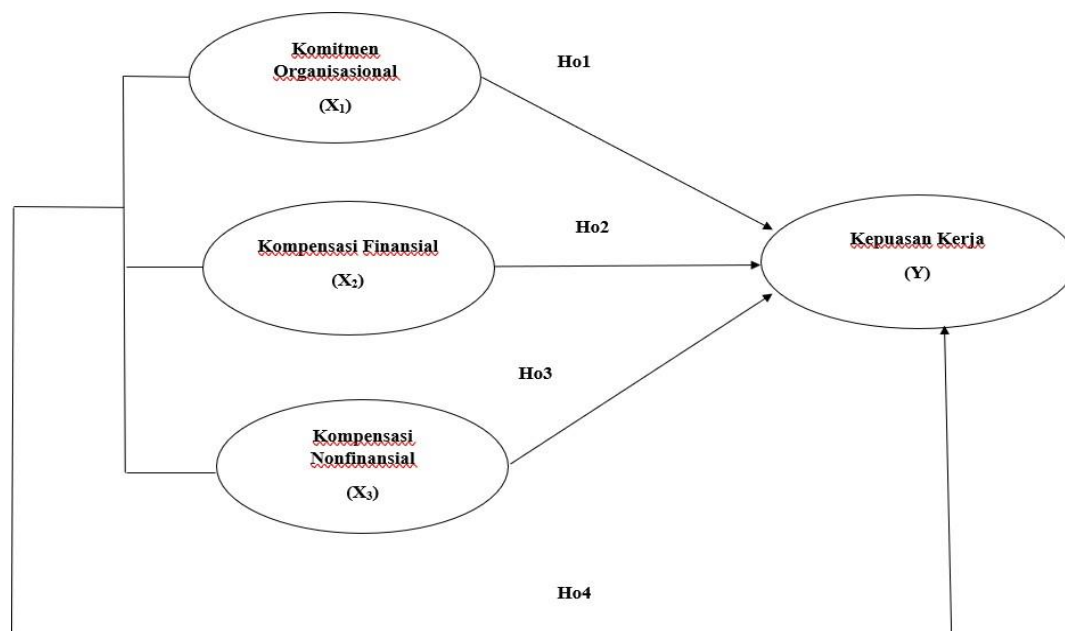 Komitmen
Organisasional
(X₁)
Ho1
Kompensasi Finansial
(X₂)
Ho2
Kepuasan Kerja
(Y)
Ho3
Kompensasi
Nonfinansial
(X₃)
Ho4